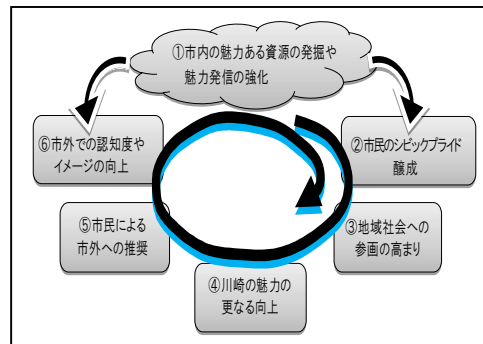 ①市内の魅力ある資源の発掘や
魅力発信の強化
②市民のシビックプライド
醸成
③地域社会への
参画の高まり
④川崎の魅力の
更なる向上
⑤市民による
市外への推奨
⑥市外での認知度や
イメージの向上